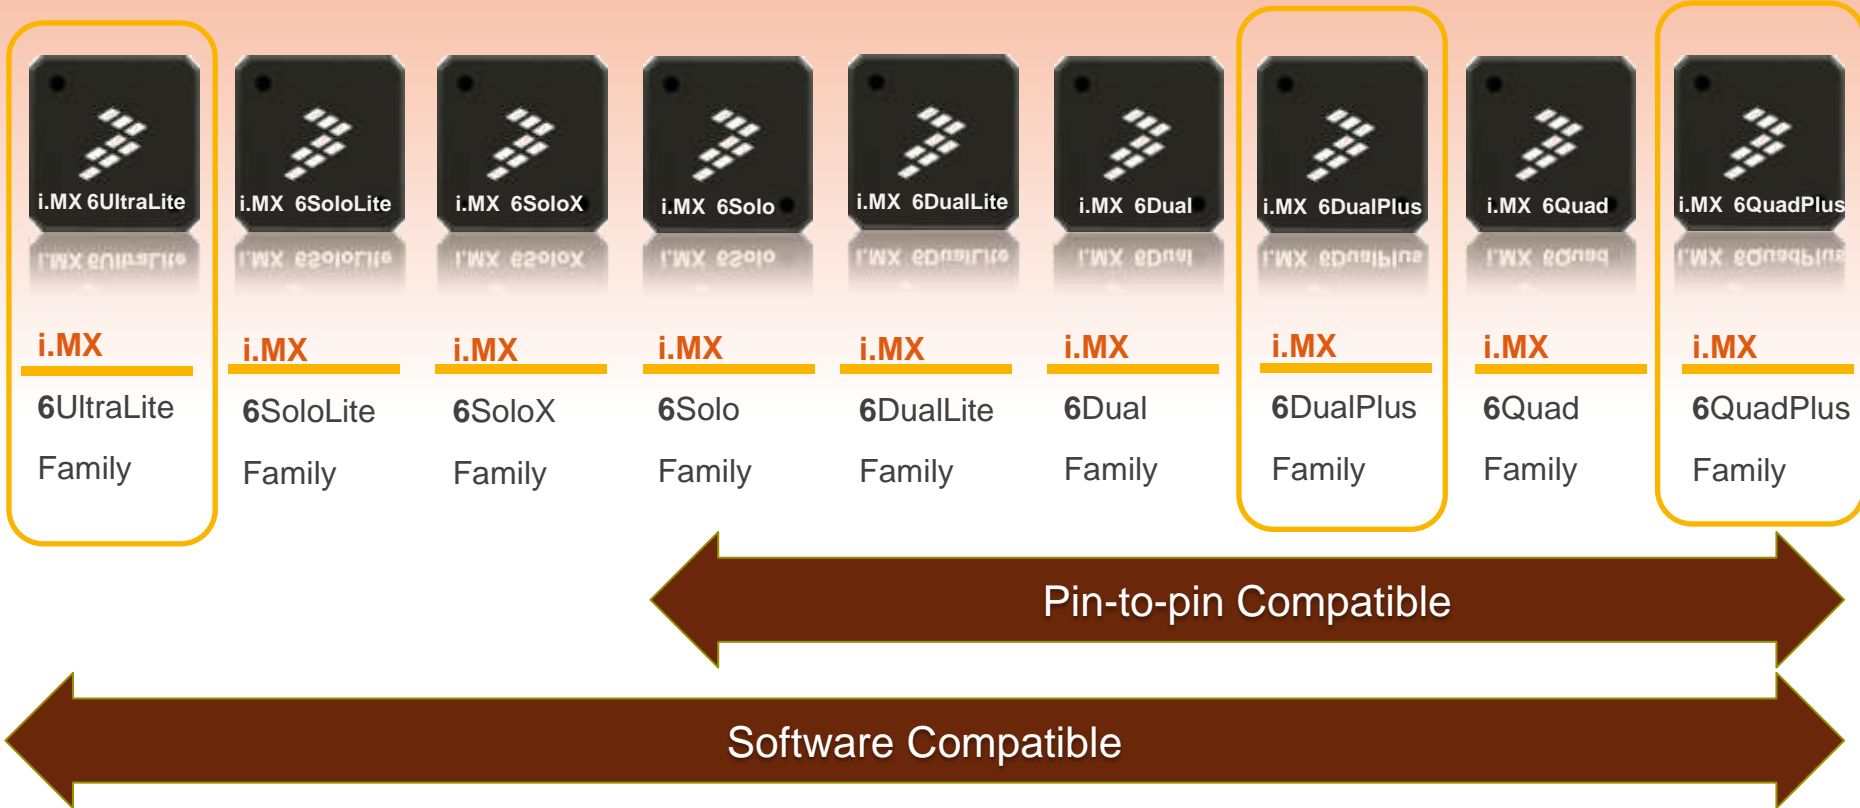 i.MX 6UltraLite
i.MX 6SoloLite
i.MX 6SoloX
i.MX 6Solo
i.MX 6DualLite
i.MX 6Dual
i.MX 6DualPlus
i.MX 6Quad
i.MX 6QuadPlus
i.MX
6UltraLite
Family
i.MX
6SoloLite
Family
i.MX
6SoloX
Family
i.MX
6Solo
Family
i.MX
6DualLite
Family
i.MX
6Dual
Family
i.MX
6DualPlus
Family
i.MX
6Quad
Family
i.MX
6QuadPlus
Family
Pin-to-pin Compatible
Software Compatible